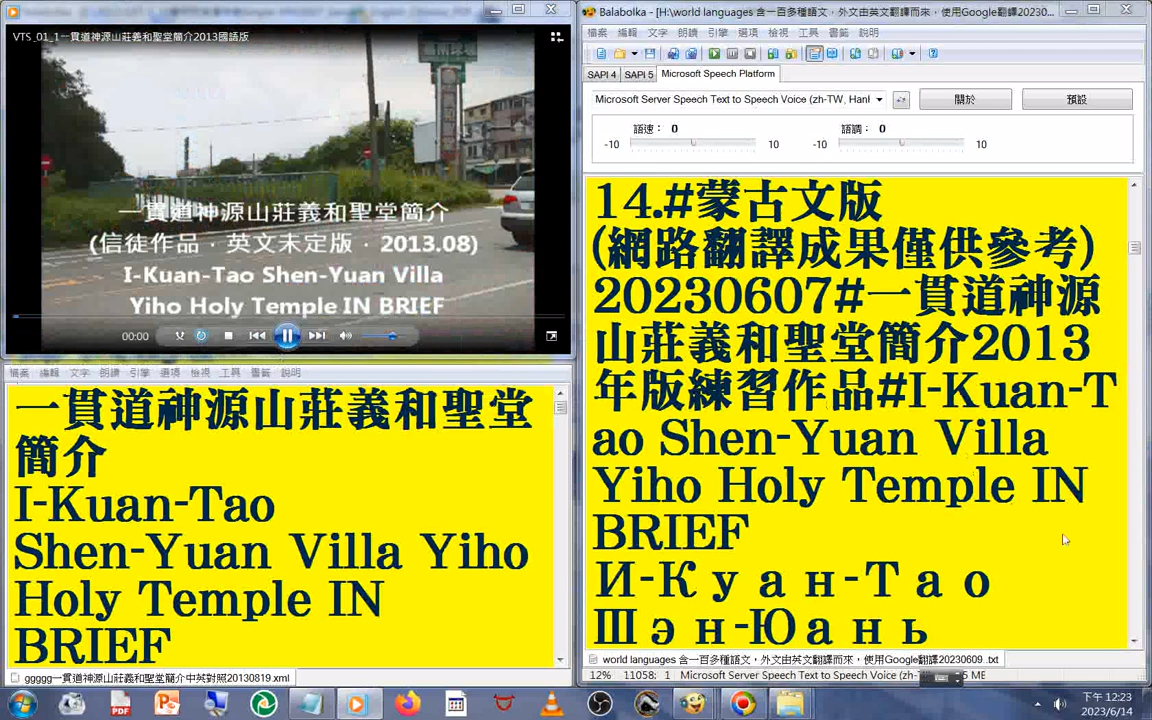 VTS_01_1一貫道神源山莊義和聖堂簡介2013國語版
一貫道神源山莊義和聖堂簡介
(信徒作品．英文未定版．2013.08)
I-Kuan-Tao Shen-Yuan Villa
Yiho Holy Temple IN BRIEF
00:00
檔案 編輯 文字 朗讀 引擎 選項 檢視 工具 書籤 說明
一貫道神源山莊義和聖堂
簡介
I-Kuan-Tao
Shen-Yuan Villa Yiho
Holy Temple IN
BRIEF
ggggg一貫道神源山莊義和聖堂簡介中英對照20130819.xml
Balabolka - [H:\world languages 含一百多種語文，外文由英文翻譯而來，使用Google翻譯20230...
檔案 編輯 文字 朗讀 引擎 選項 檢視 工具 書籤 說明
SAPI 4 SAPI 5 Microsoft Speech Platform
Microsoft Server Speech Text to Speech Voice (zh-TW, Hanl
關於 預設
語速： 0 語調： 0
-10 10 -10 10
14.#蒙古文版
(網路翻譯成果僅供參考)
20230607#一貫道神源
山莊義和聖堂簡介2013
年版練習作品#I-Kuan-T
ao Shen-Yuan Villa
Yiho Holy Temple IN
BRIEF
И-Куан-Тао
Шэн-Юань
world languages 含一百多種語文，外文由英文翻譯而來，使用Google翻譯20230609 .txt
12% 11058: 1 Microsoft Server Speech Text to Speech Voice (zh-
下午 12:23
2023/6/14